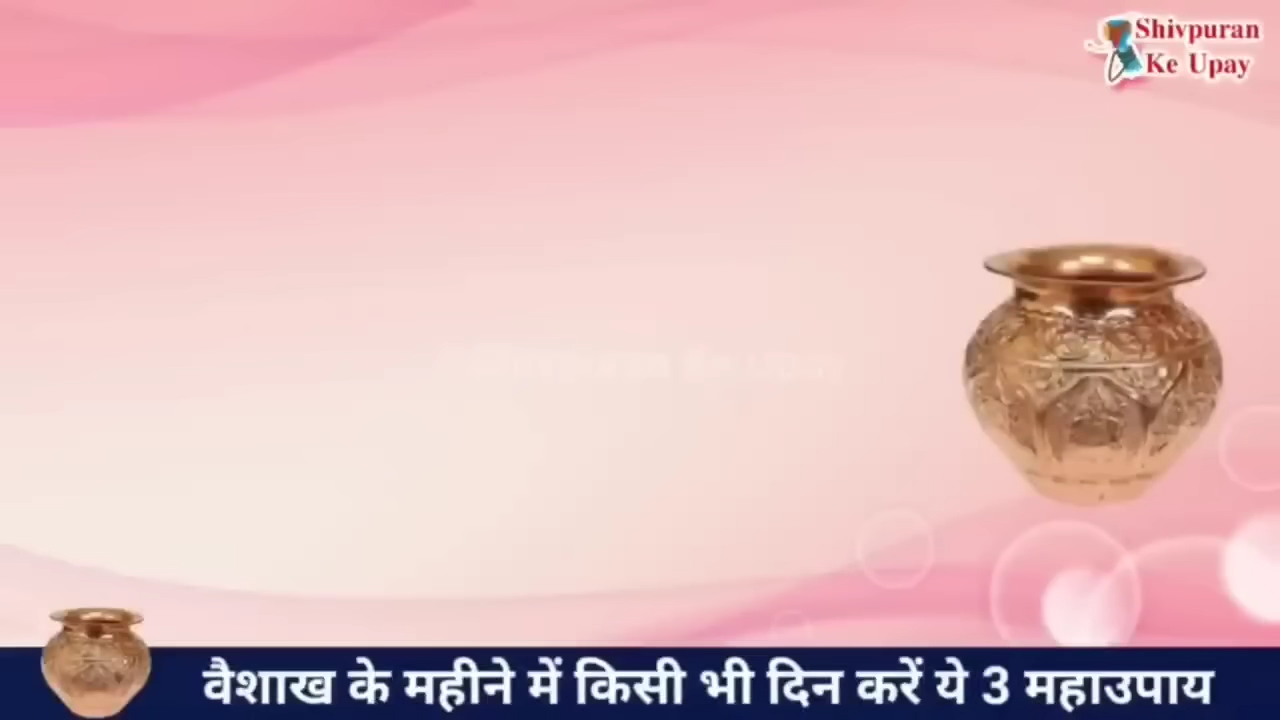 Shivpuran
Ke Upay
वैशाख के महीने में किसी भी दिन करें ये 3 महाउपाय